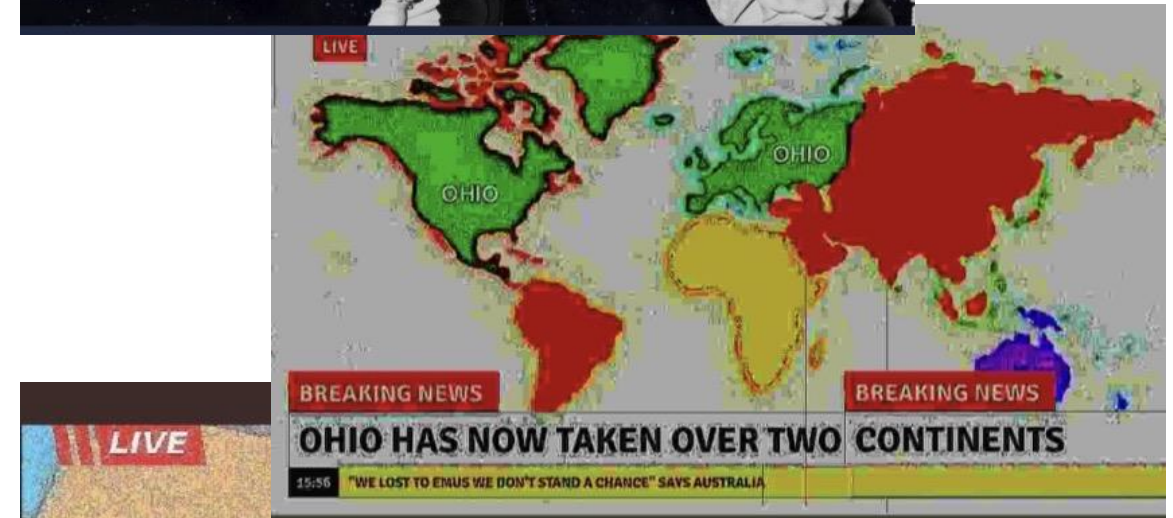 LIVE
OHIO
OHIO
BREAKING NEWS
BREAKING NEWS
OHIO HAS NOW TAKEN OVER TWO CONTINENTS
15:56 "WE LOST TO EMUS WE DON'T STAND A CHANCE" SAYS AUSTRALIA
LIVE